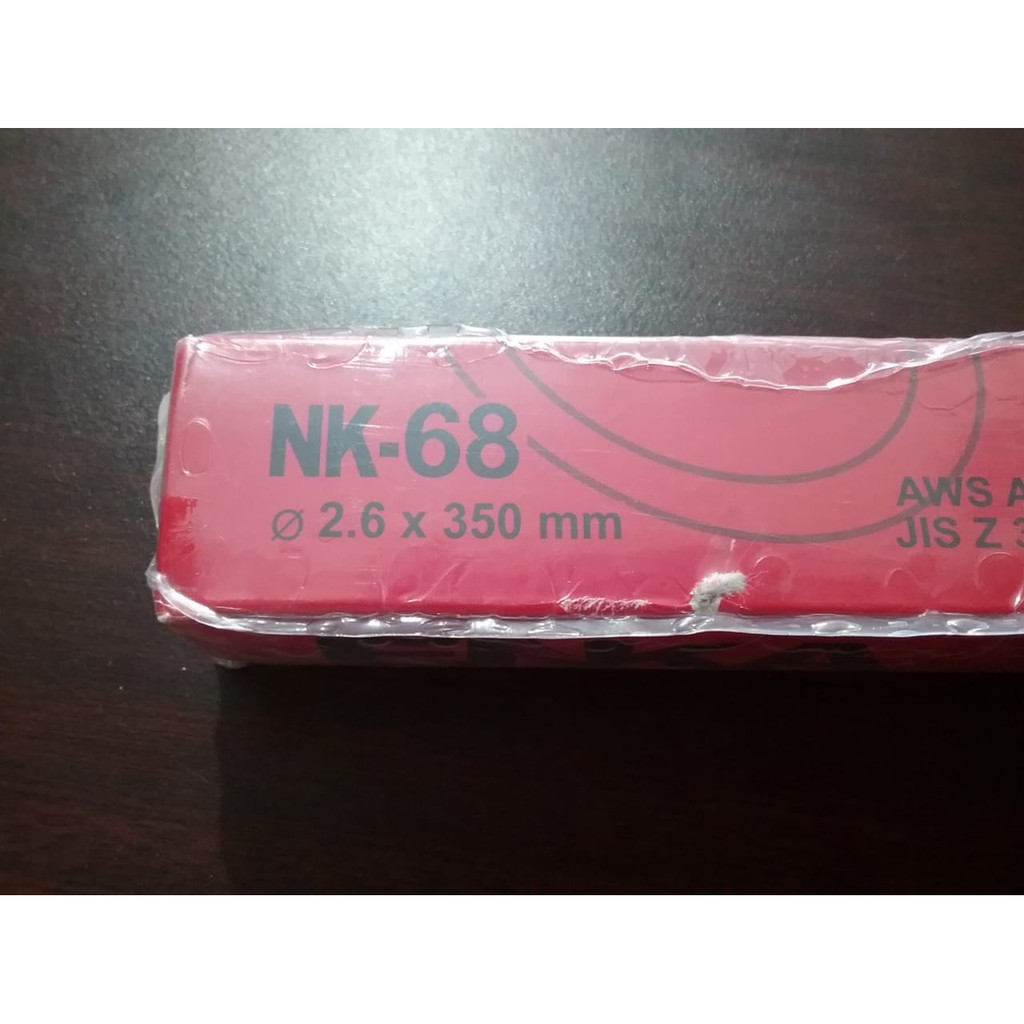 NK-68
Ø 2.6 x 350 mm
AWS A
JIS Z 3